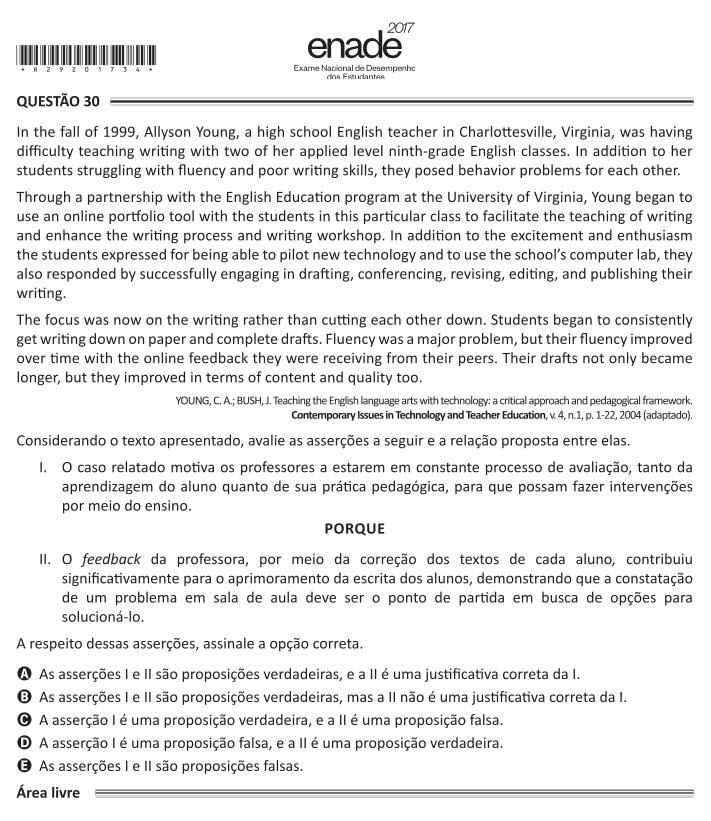 2017
enade
Exame Nacional de Desempenho
dos Estudantes
*R29201734*
QUESTÃO 30
In the fall of 1999, Allyson Young, a high school English teacher in Charlottesville, Virginia, was having
difficulty teaching writing with two of her applied level ninth-grade English classes. In addition to her
students struggling with fluency and poor writing skills, they posed behavior problems for each other.
Through a partnership with the English Education program at the University of Virginia, Young began to
use an online portfolio tool with the students in this particular class to facilitate the teaching of writing
and enhance the writing process and writing workshop. In addition to the excitement and enthusiasm
the students expressed for being able to pilot new technology and to use the school's computer lab, they
also responded by successfully engaging in drafting, conferencing, revising, editing, and publishing their
writing.
The focus was now on the writing rather than cutting each other down. Students began to consistently
get writing down on paper and complete drafts. Fluency was a major problem, but their fluency improved
over time with the online feedback they were receiving from their peers. Their drafts not only became
longer, but they improved in terms of content and quality too.
YOUNG, C. A.; BUSH, J. Teaching the English language arts with technology: a critical approach and pedagogical framework.
Contemporary Issues in Technology and Teacher Education, v. 4, n.1, p. 1-22, 2004 (adaptado).
Considerando o texto apresentado, avalie as asserções a seguir e a relação proposta entre elas.
I. O caso relatado motiva os professores a estarem em constante processo de avaliação, tanto da
aprendizagem do aluno quanto de sua prática pedagógica, para que possam fazer intervenções
por meio do ensino.
PORQUE
II. O feedback da professora, por meio da correção dos textos de cada aluno, contribuiu
significativamente para o aprimoramento da escrita dos alunos, demonstrando que a constatação
de um problema em sala de aula deve ser o ponto de partida em busca de opções para
solucioná-lo.
A respeito dessas asserções, assinale a opção correta.
A As asserções I e II são proposições verdadeiras, e a II é uma justificativa correta da I.
B As asserções I e II são proposições verdadeiras, mas a II não é uma justificativa correta da I.
C A asserção I é uma proposição verdadeira, e a II é uma proposição falsa.
D A asserção I é uma proposição falsa, e a II é uma proposição verdadeira.
E As asserções I e II são proposições falsas.
Área livre